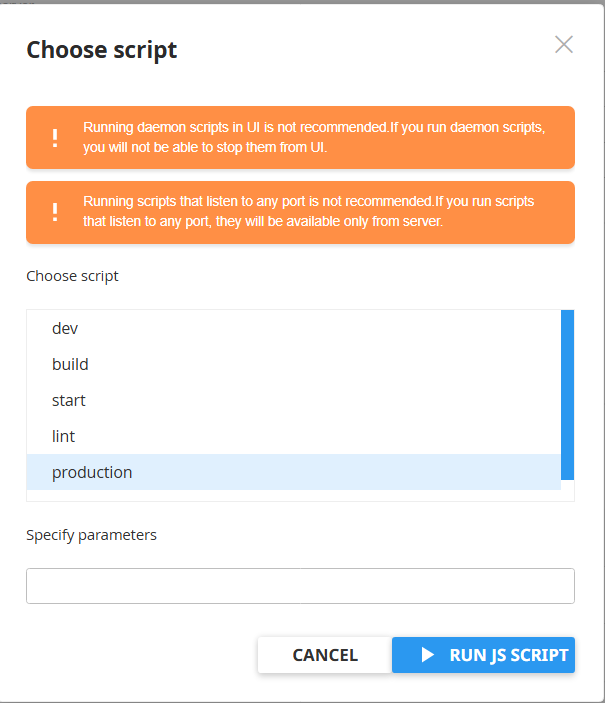 Choose script
Running daemon scripts in UI is not recommended.If you run daemon scripts,
you will not be able to stop them from UI.
Running scripts that listen to any port is not recommended.If you run scripts
that listen to any port, they will be available only from server.
Choose script
dev
build
start
lint
production
Specify parameters
CANCEL
RUN JS SCRIPT